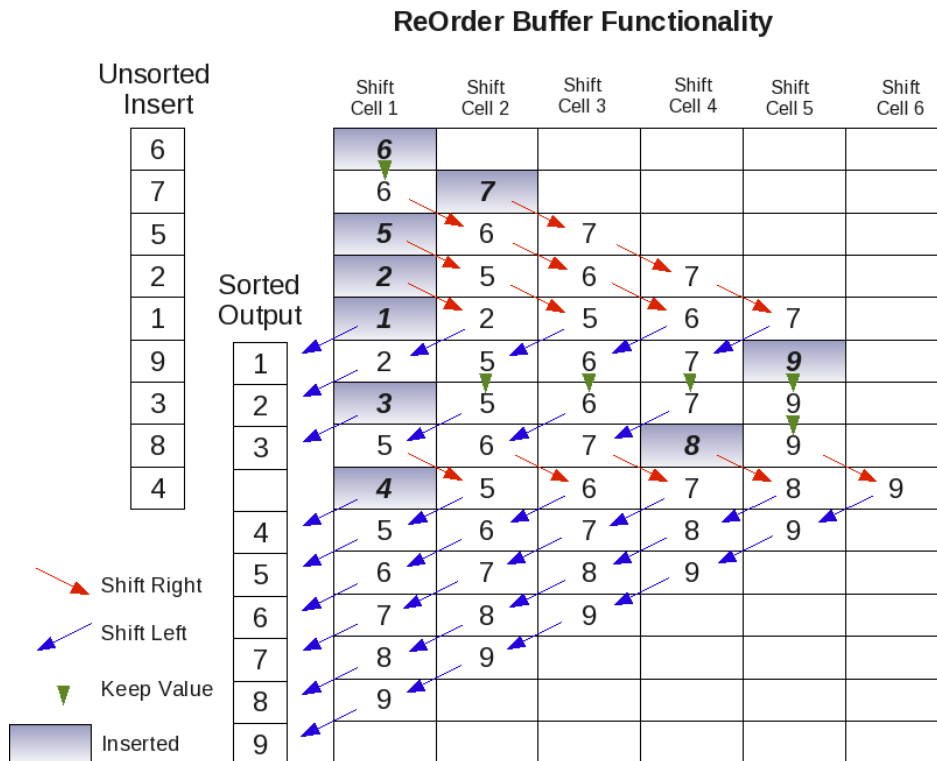 ReOrder Buffer Functionality
Unsorted
Insert
Shift
Cell 1
Shift
Cell 2
Shift
Cell 3
Shift
Cell 4
Shift
Cell 5
Shift
Cell 6
6 6
7 6 7
5 5 6 7
2 2 5 6 7
Sorted
Output
1 1 2 5 6 7
9 1 2 5 6 7 9
3 2 3 5 6 7 9
8 3 5 6 7 8 9
4 4 5 6 7 8 9
4 5 6 7 8 9
5 6 7 8 9
6 7 8 9
7 8 9
8 9
9
Shift Right
Shift Left
Keep Value
Inserted